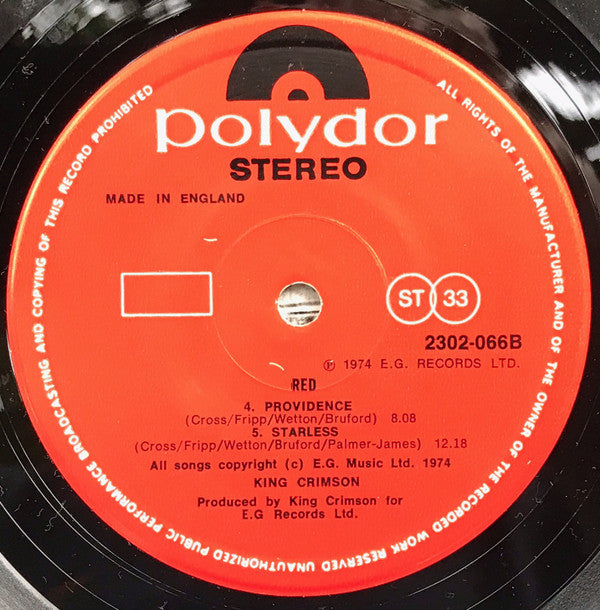 polydor
STEREO
MADE IN ENGLAND
ST 33
2302-066B
℗ 1974 E.G. RECORDS LTD.
RED
4. PROVIDENCE
(Cross/Fripp/Wetton/Bruford) 8.08
5. STARLESS
(Cross/Fripp/Wetton/Bruford/Palmer-James) 12.18
All songs copyright (c) E.G. Music Ltd. 1974
KING CRIMSON
Produced by King Crimson for
E.G Records Ltd.
ALL RIGHTS OF THE MANUFACTURER AND OF THE OWNER OF THE RECORDED WORK RESERVED UNAUTHORIZED PUBLIC PERFORMANCE BROADCASTING AND COPYING OF THIS RECORD PROHIBITED